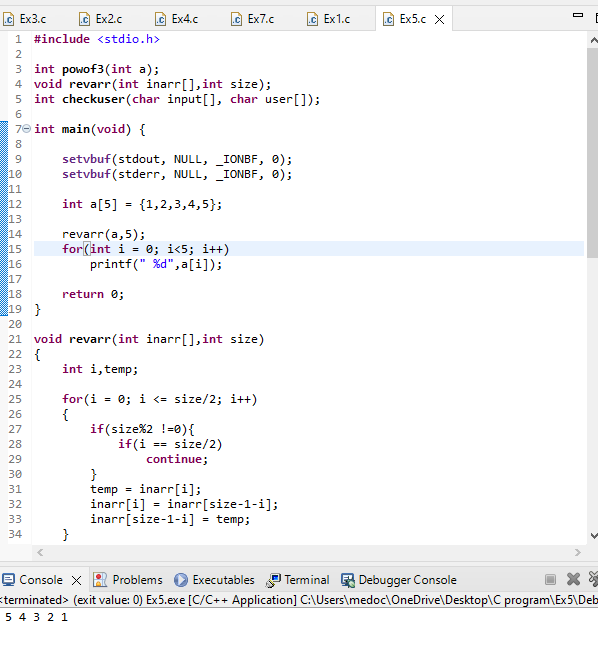 Ex3.c Ex2.c Ex4.c Ex7.c Ex1.c Ex5.c
1 #include <stdio.h>
2
3 int powof3(int a);
4 void revarr(int inarr[],int size);
5 int checkuser(char input[], char user[]);
6
7 int main(void) {
8
9 setvbuf(stdout, NULL, _IONBF, 0);
10 setvbuf(stderr, NULL, _IONBF, 0);
11
12 int a[5] = {1,2,3,4,5};
13
14 revarr(a,5);
15 for(int i = 0; i<5; i++)
16 printf(" %d",a[i]);
17
18 return 0;
19 }
20
21 void revarr(int inarr[],int size)
22 {
23 int i,temp;
24
25 for(i = 0; i <= size/2; i++)
26 {
27 if(size%2 !=0){
28 if(i == size/2)
29 continue;
30 }
31 temp = inarr[i];
32 inarr[i] = inarr[size-1-i];
33 inarr[size-1-i] = temp;
34 }
Console Problems Executables Terminal Debugger Console
<terminated> (exit value: 0) Ex5.exe [C/C++ Application] C:\Users\medoc\OneDrive\Desktop\C program\Ex5\Deb
5 4 3 2 1